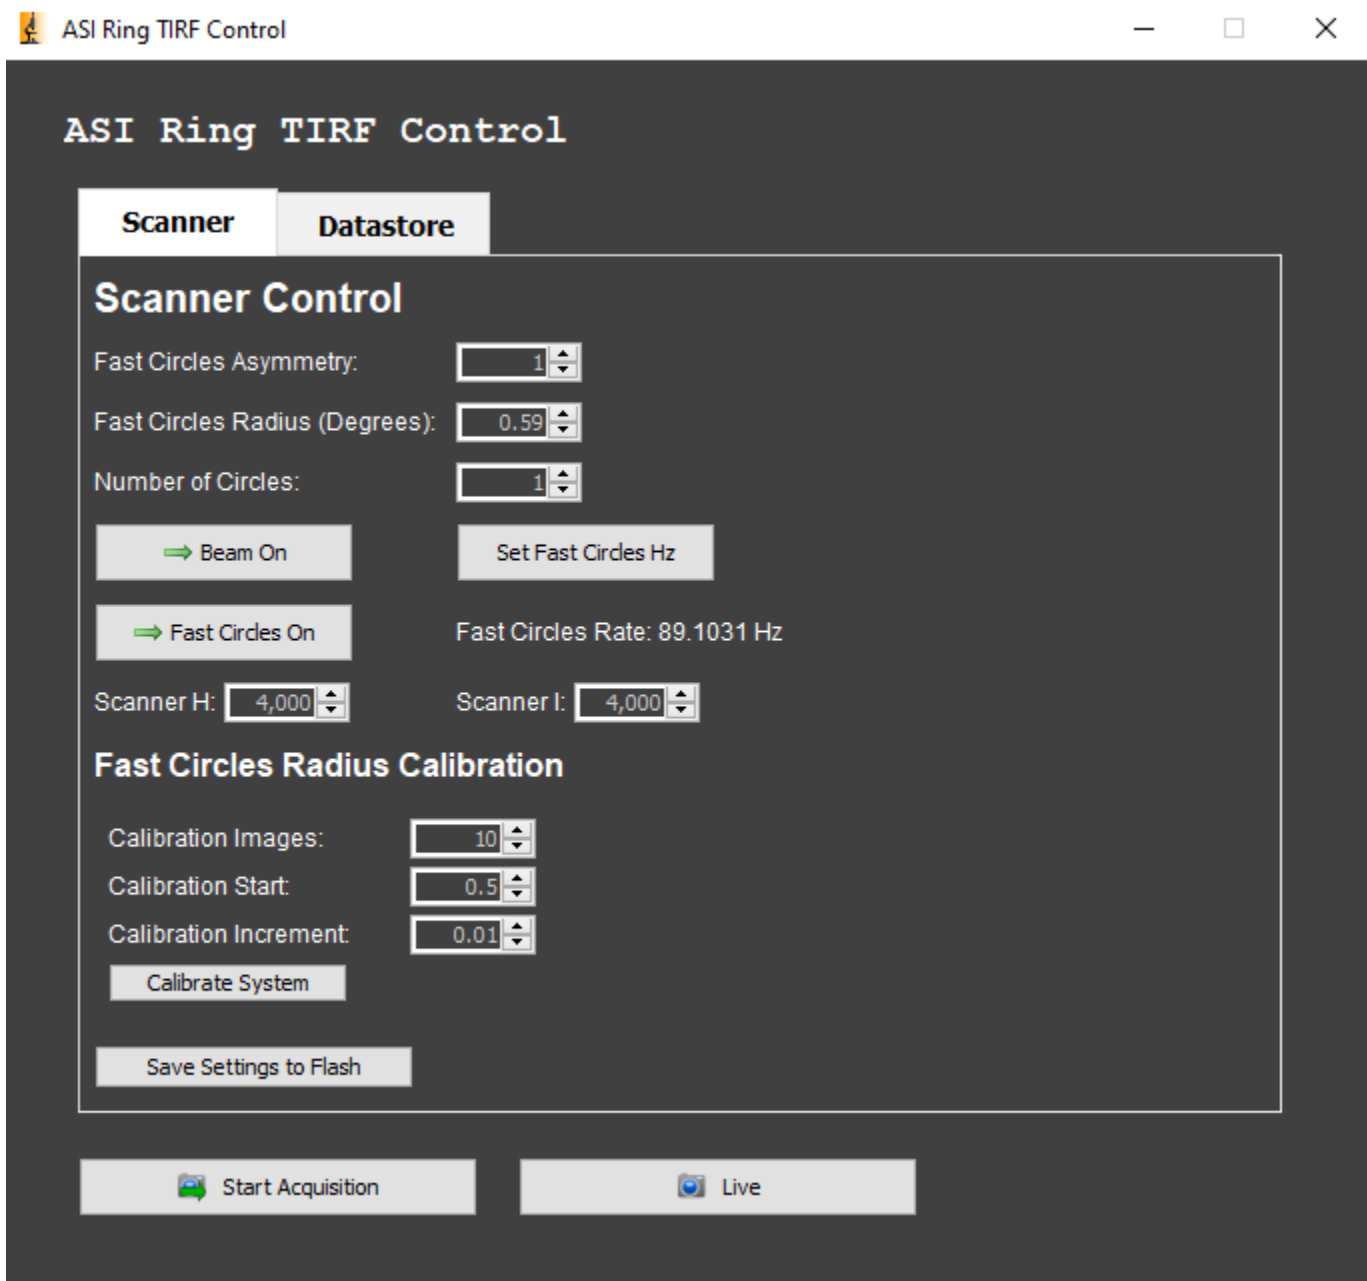 ASI Ring TIRF Control
ASI Ring TIRF Control
Scanner Datastore
Scanner Control
Fast Circles Asymmetry: 1
Fast Circles Radius (Degrees): 0.59
Number of Circles: 1
Beam On Set Fast Circles Hz
Fast Circles On Fast Circles Rate: 89.1031 Hz
Scanner H: 4,000 Scanner I: 4,000
Fast Circles Radius Calibration
Calibration Images: 10
Calibration Start: 0.5
Calibration Increment: 0.01
Calibrate System
Save Settings to Flash
Start Acquisition Live